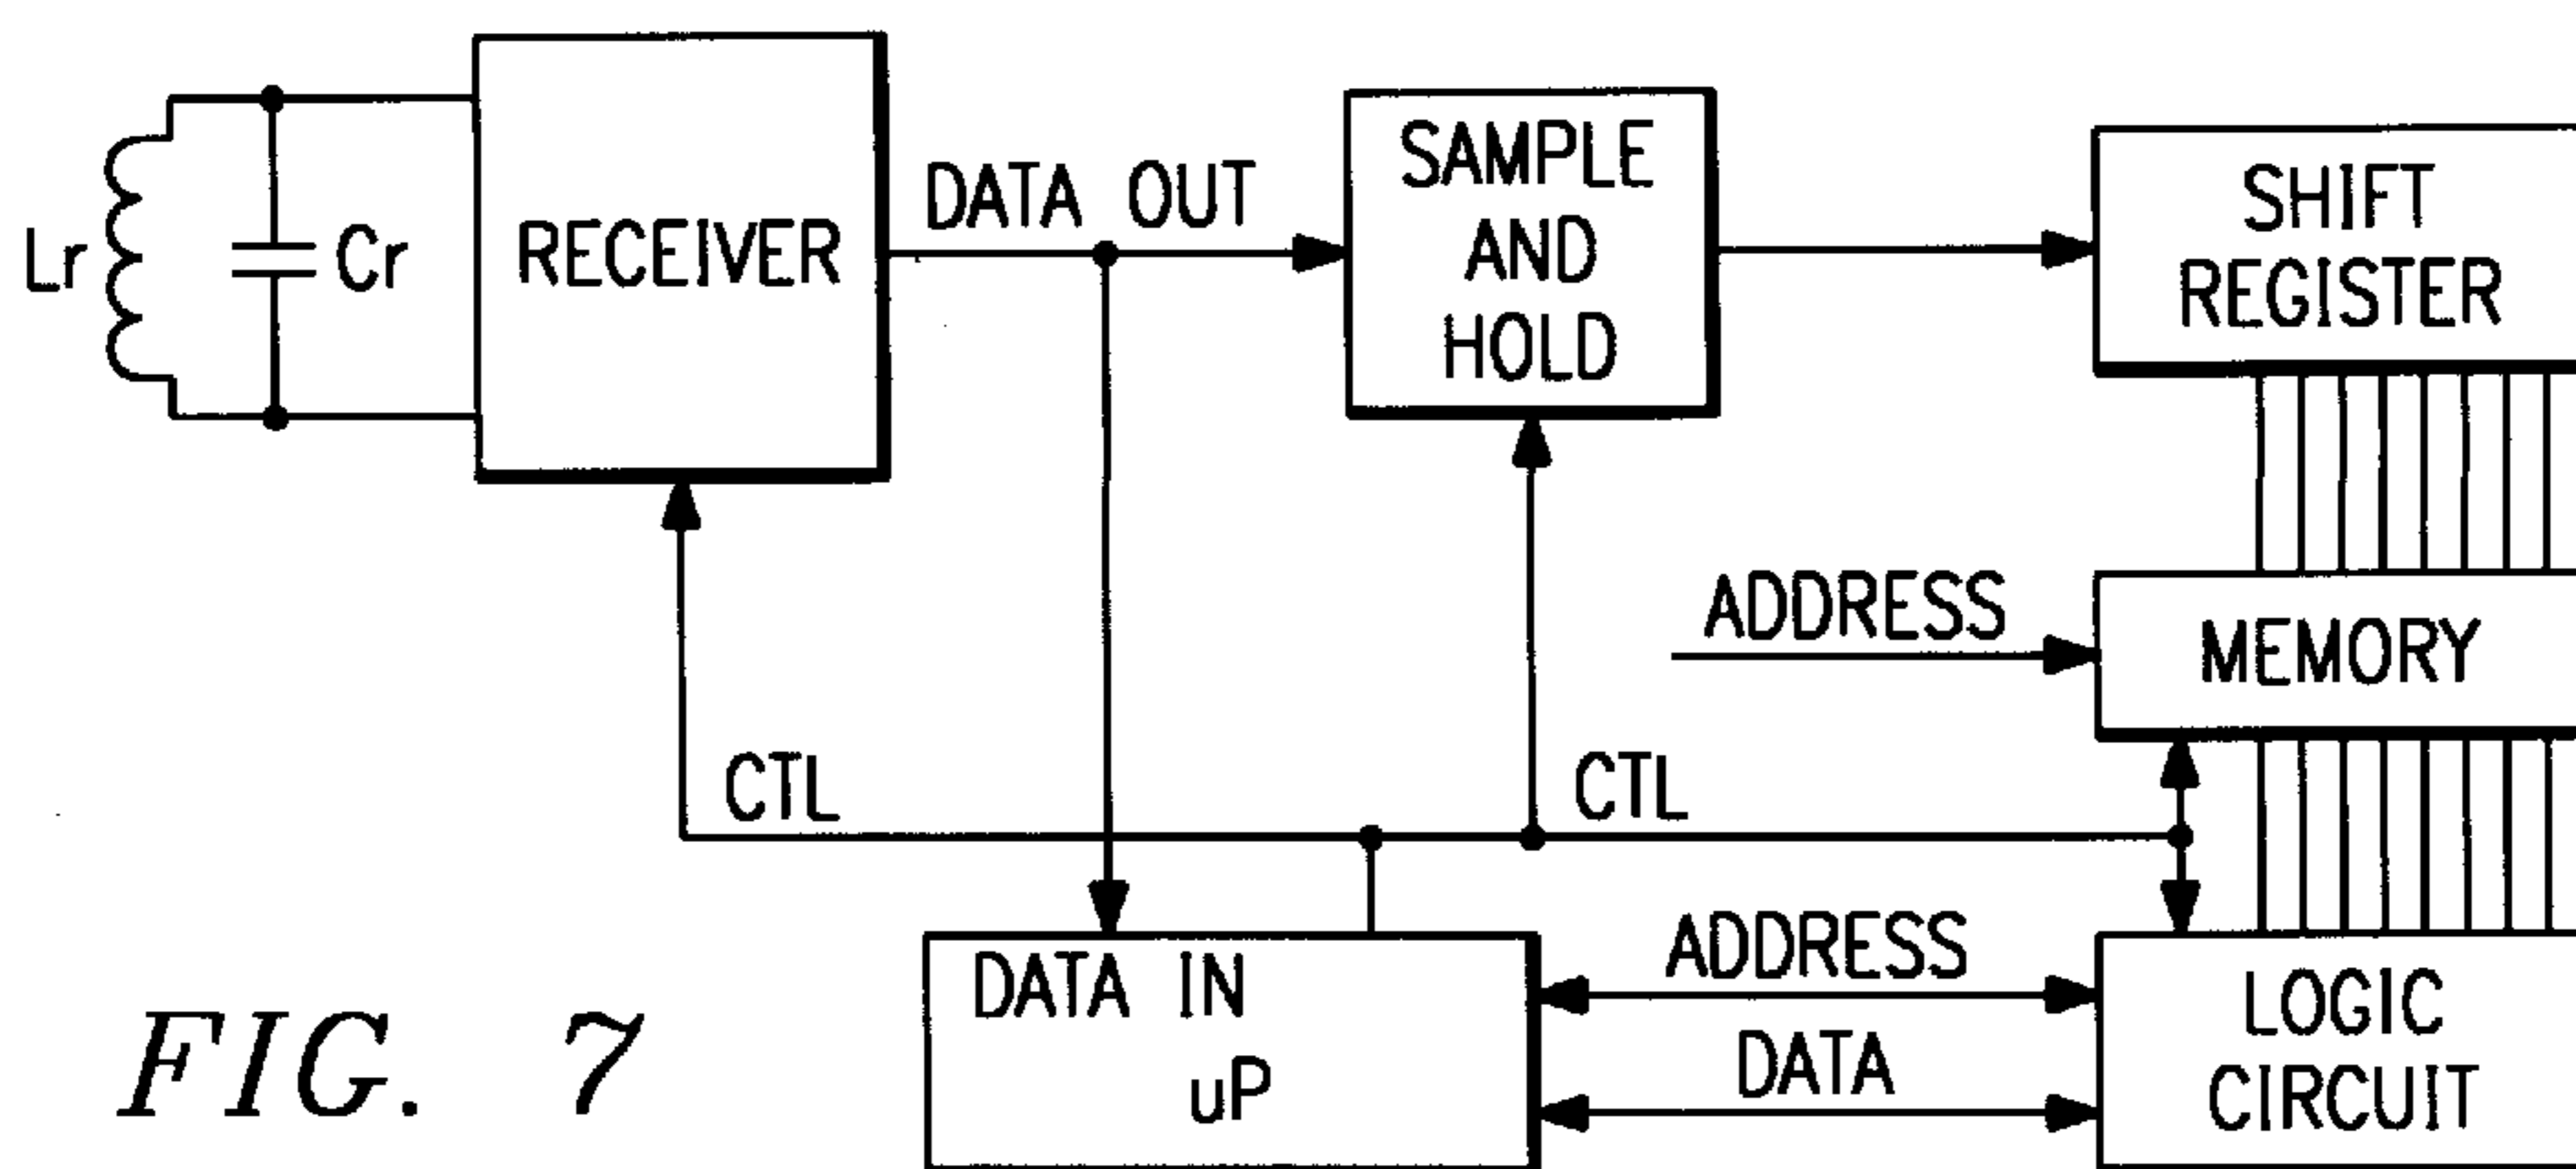 Lr
Cr
RECEIVER
DATA OUT
SAMPLE
AND
HOLD
SHIFT
REGISTER
ADDRESS
MEMORY
CTL
CTL
DATA IN
uP
ADDRESS
DATA
LOGIC
CIRCUIT
FIG. 7